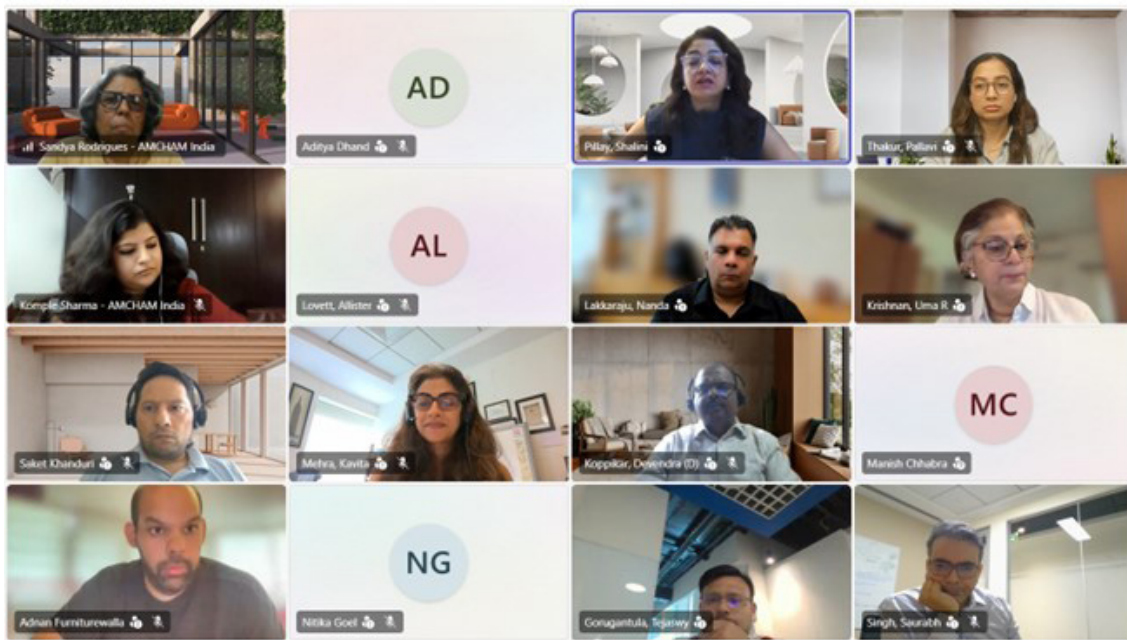 Sandya Rodrigues - AMCHAM India
AD
Aditya Dhand
Pillay, Shalini
Thakur, Pallavi
Komple Sharma - AMCHAM India
AL
Lovett, Allister
Lakkaraju, Nanda
Krishnan, Uma R
Saket Khanduri
Mehra, Kavita
Koppikar, Devendra (D)
MC
Manish Chhabra
Adnan Furniturewalla
NG
Nitika Goel
Gorugantula, Tejaswy
Singh, Saurabh